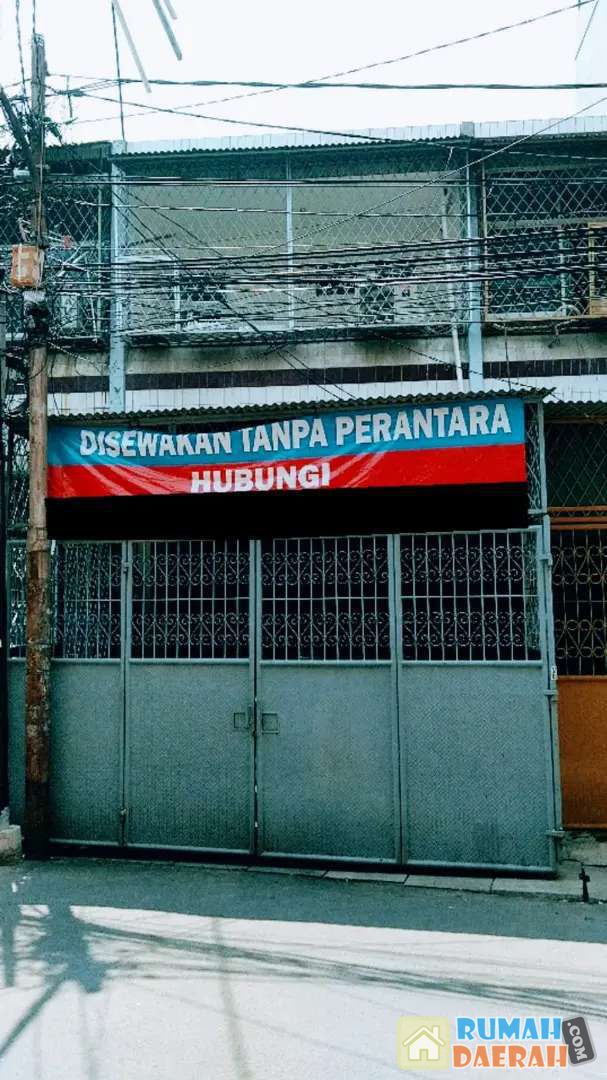 DISEWAKAN TANPA PERANTARA
HUBUNGI
RUMAH
DAERAH.com